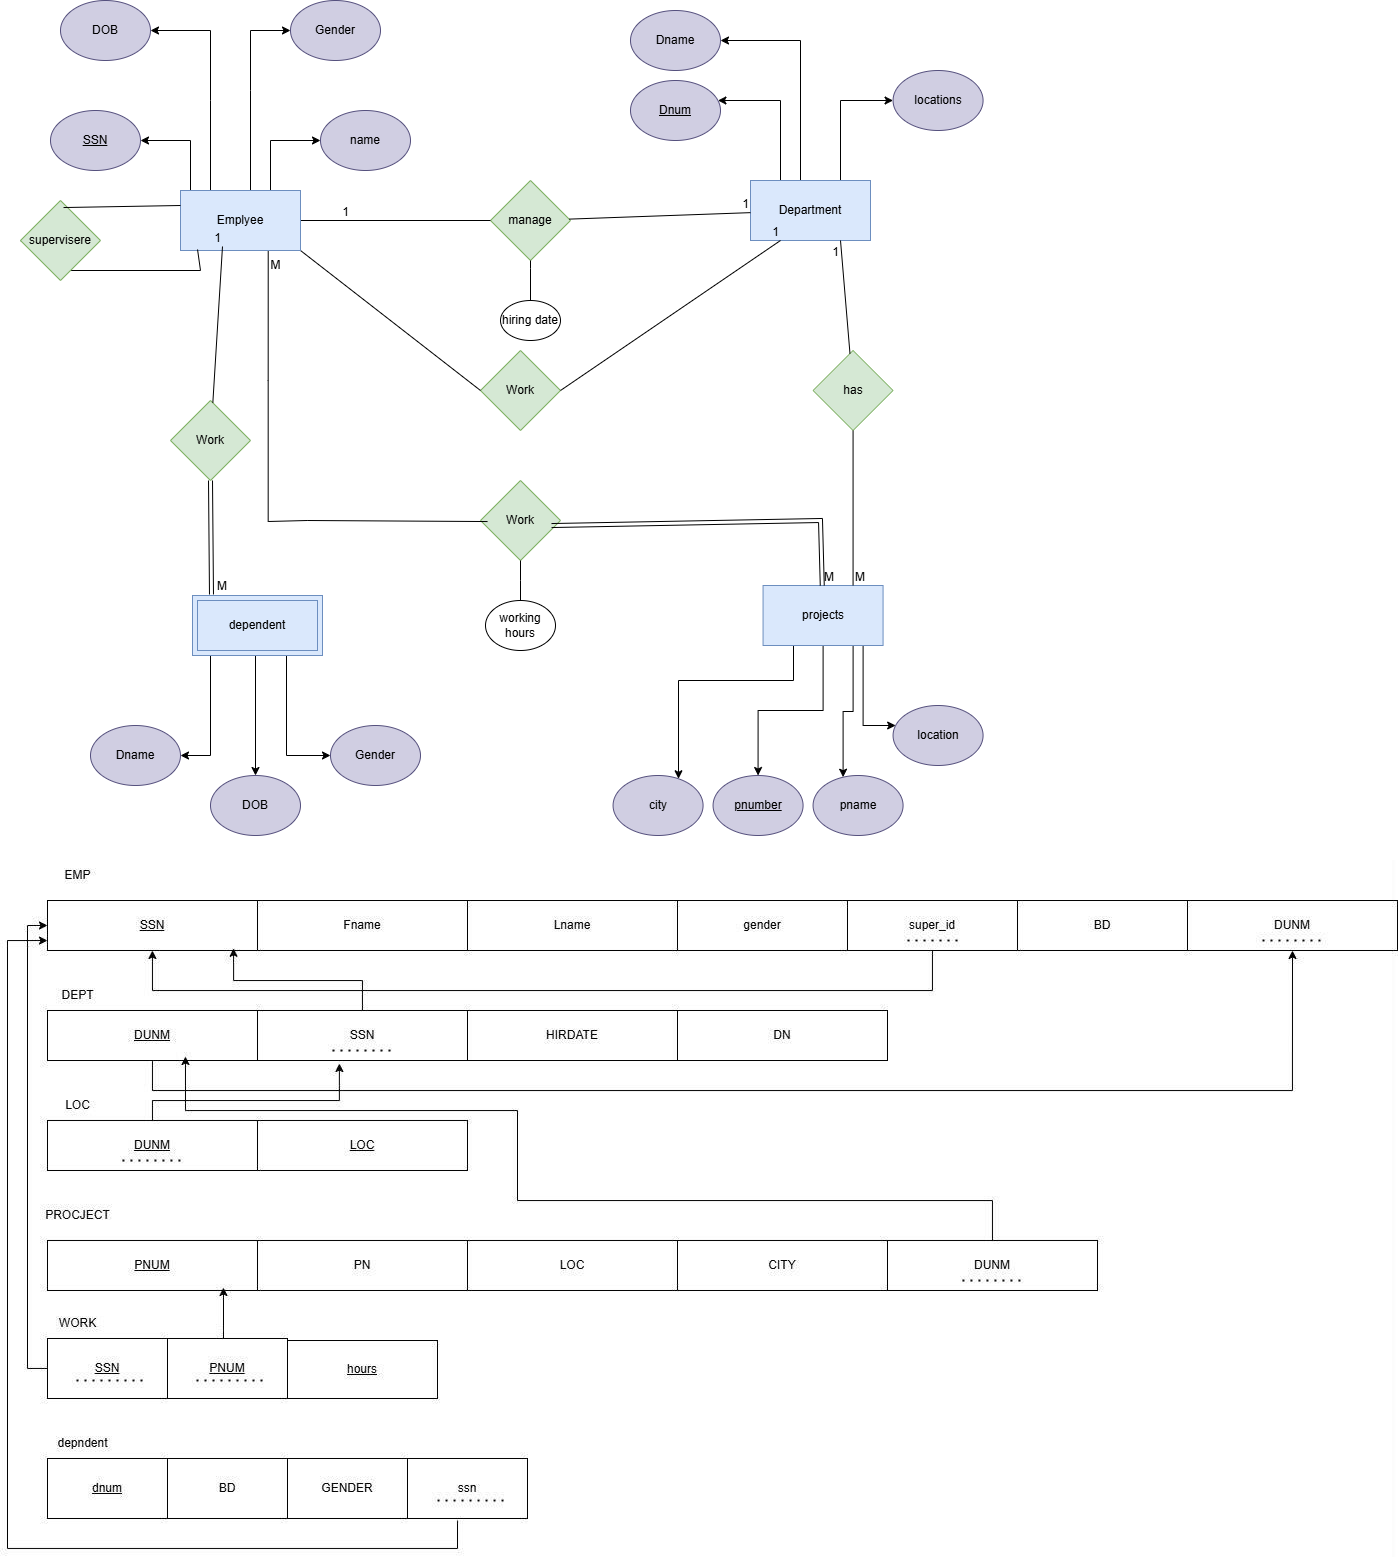 DOB
Gender
Dname
Dnum
locations
SSN
name
Emplyee
1
1
manage
1
Department
1
supervisere
M
1
hiring date
Work
has
Work
Work
M
M
M
working
hours
dependent
projects
Dname
DOB
Gender
location
city
pnumber
pname
EMP
SSN
Fname
Lname
gender
super_id
BD
DUNM
DEPT
DUNM
SSN
HIRDATE
DN
LOC
DUNM
LOC
PROCJECT
PNUM
PN
LOC
CITY
DUNM
WORK
SSN
PNUM
hours
depndent
dnum
BD
GENDER
ssn